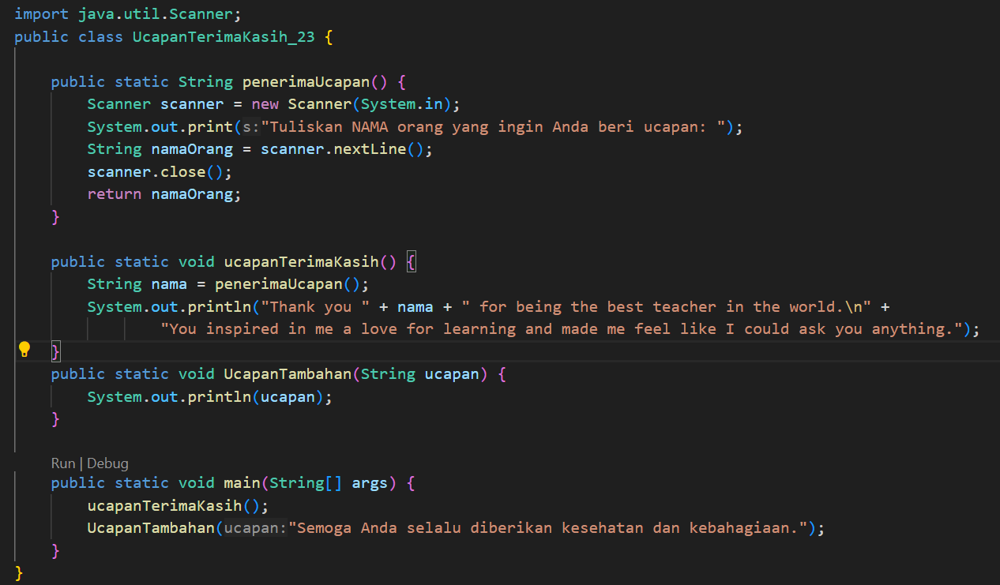 import java.util.Scanner;
public class UcapanTerimaKasih_23 {
    public static String penerimaUcapan() {
        Scanner scanner = new Scanner(System.in);
        System.out.print(s:"Tuliskan NAMA orang yang ingin Anda beri ucapan: ");
        String namaOrang = scanner.nextLine();
        scanner.close();
        return namaOrang;
    }
    public static void ucapanTerimaKasih() {
        String nama = penerimaUcapan();
        System.out.println("Thank you " + nama + " for being the best teacher in the world.\n" +
                "You inspired in me a love for learning and made me feel like I could ask you anything.");
    }
    public static void UcapanTambahan(String ucapan) {
        System.out.println(ucapan);
    }
    Run | Debug
    public static void main(String[] args) {
        ucapanTerimaKasih();
        UcapanTambahan(ucapan:"Semoga Anda selalu diberikan kesehatan dan kebahagiaan.");
    }
}